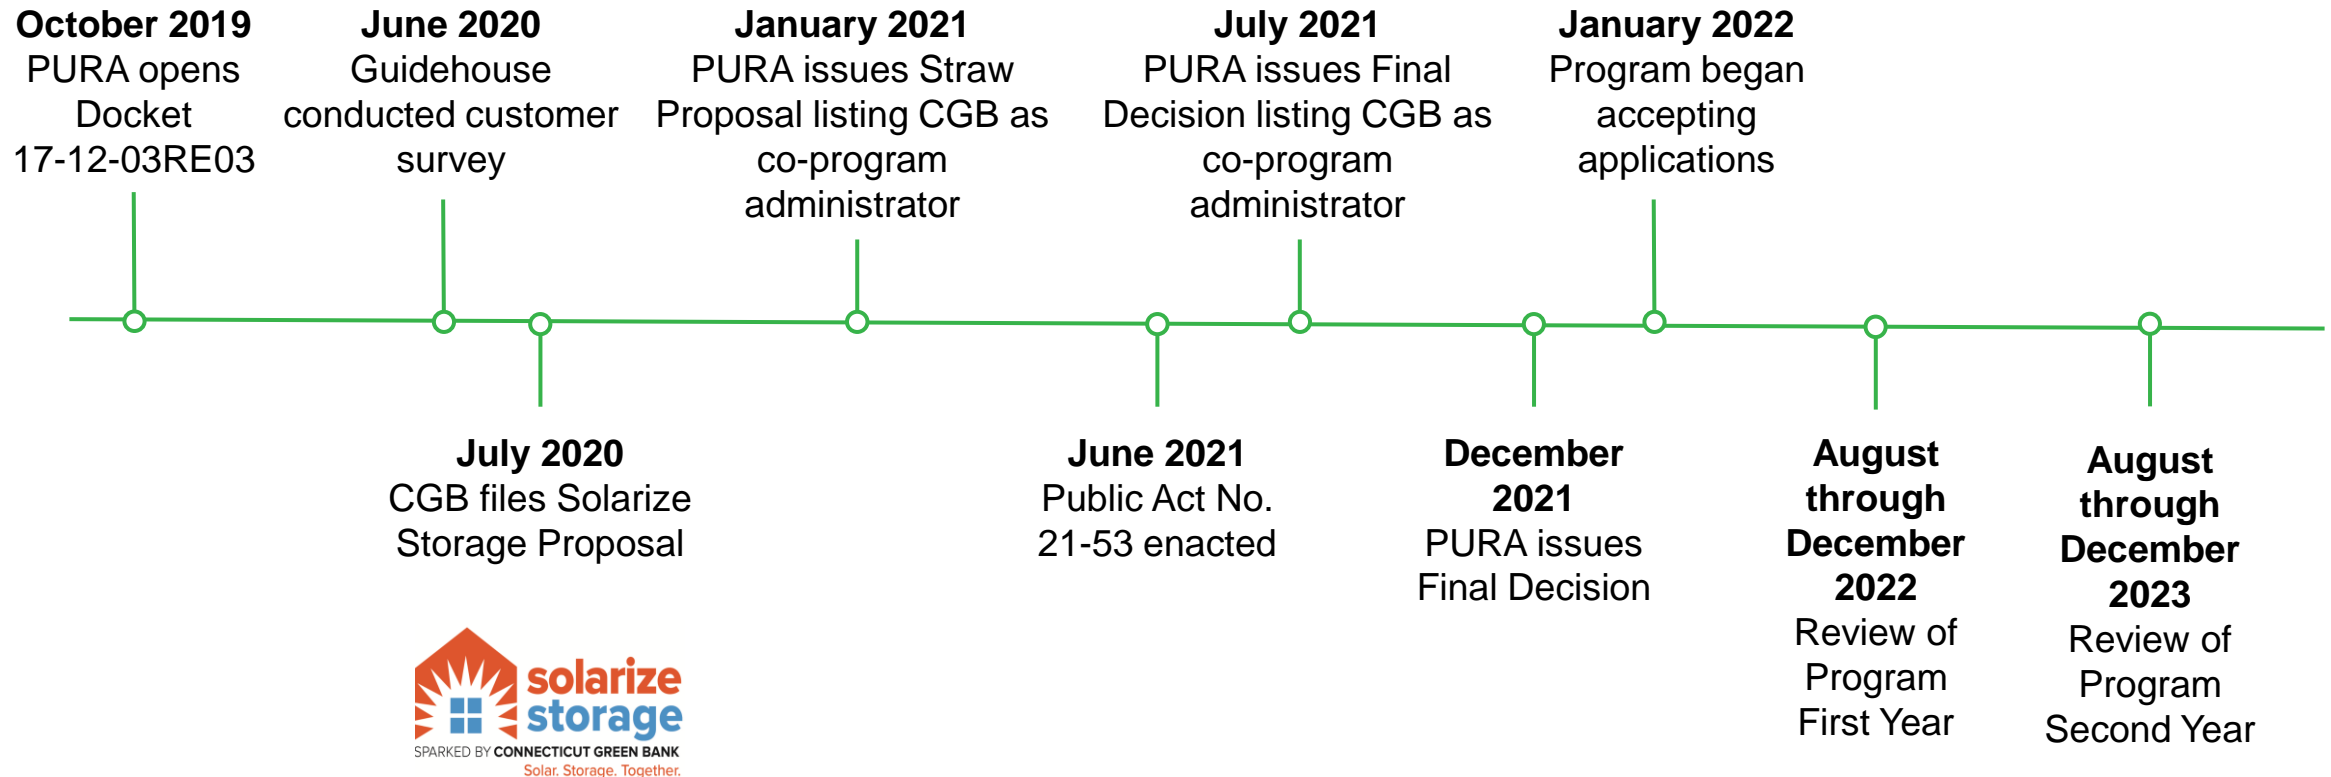 October 2019
PURA opens
Docket
17-12-03RE03
June 2020
Guidehouse
conducted customer
survey
January 2021
PURA issues Straw
Proposal listing CGB as
co-program
administrator
July 2021
PURA issues Final
Decision listing CGB as
co-program
administrator
January 2022
Program began
accepting
applications
July 2020
CGB files Solarize
Storage Proposal
June 2021
Public Act No.
21-53 enacted
December
2021
PURA issues
Final Decision
August
through
December
2022
Review of
Program
First Year
August
through
December
2023
Review of
Program
Second Year
solarize
storage
SPARKED BY CONNECTICUT GREEN BANK
Solar. Storage. Together.